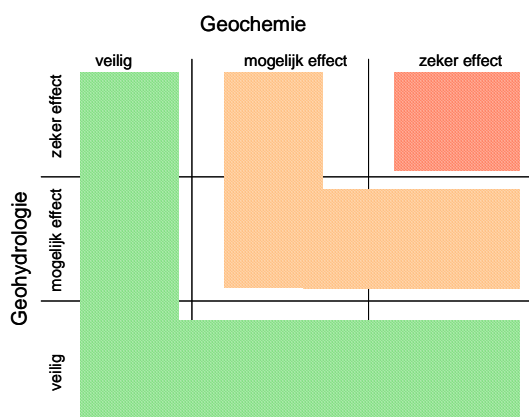 Geochemie
veilig
mogelijk effect
zeker effect
Geohydrologie
zeker effect
mogelijk effect
veilig